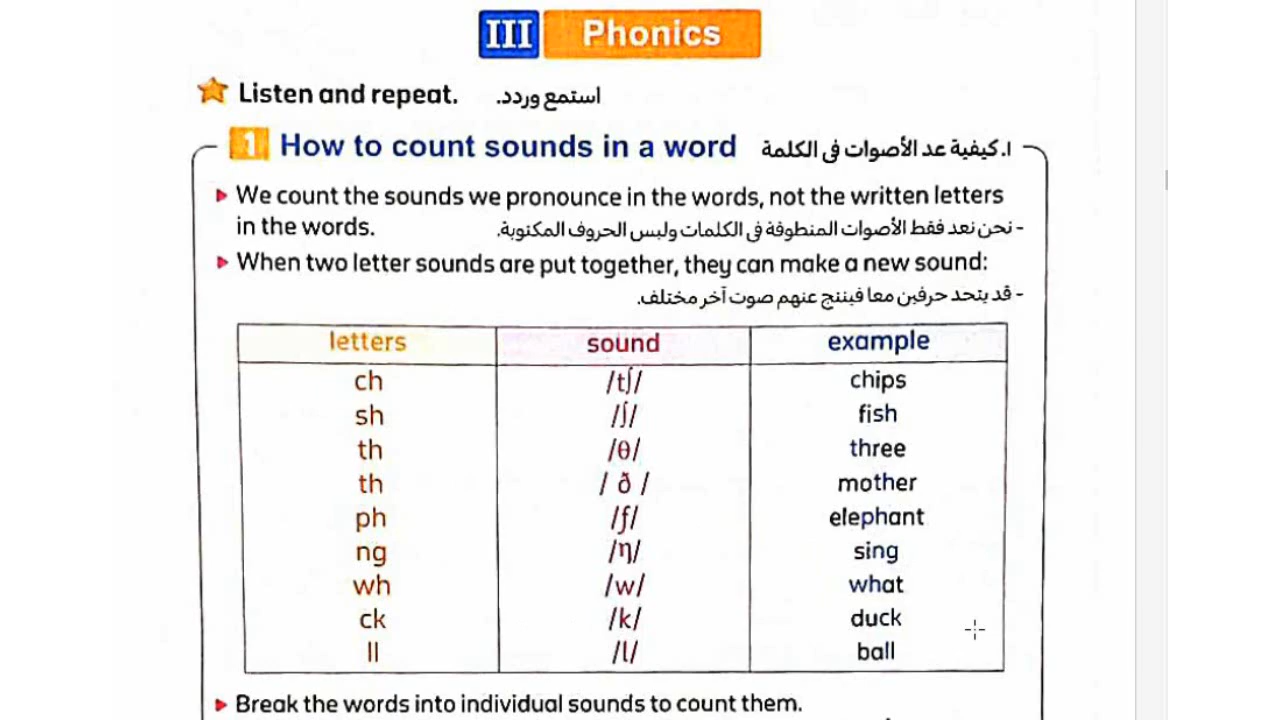 III Phonics
Listen and repeat. استمع وردد.
1 How to count sounds in a word ١. كيفية عد الأصوات فى الكلمة
We count the sounds we pronounce in the words, not the written letters
in the words. - نحن نعد فقط الأصوات المنطوقة فى الكلمات وليس الحروف المكتوبة.
When two letter sounds are put together, they can make a new sound:
- قد يتحد حرفين معا فينتج عنهم صوت آخر مختلف.
letters sound example
ch /tʃ/ chips
sh /ʃ/ fish
th /θ/ three
th / ð / mother
ph /ƒ/ elephant
ng /η/ sing
wh /w/ what
ck /k/ duck
ll /l/ ball
Break the words into individual sounds to count them.